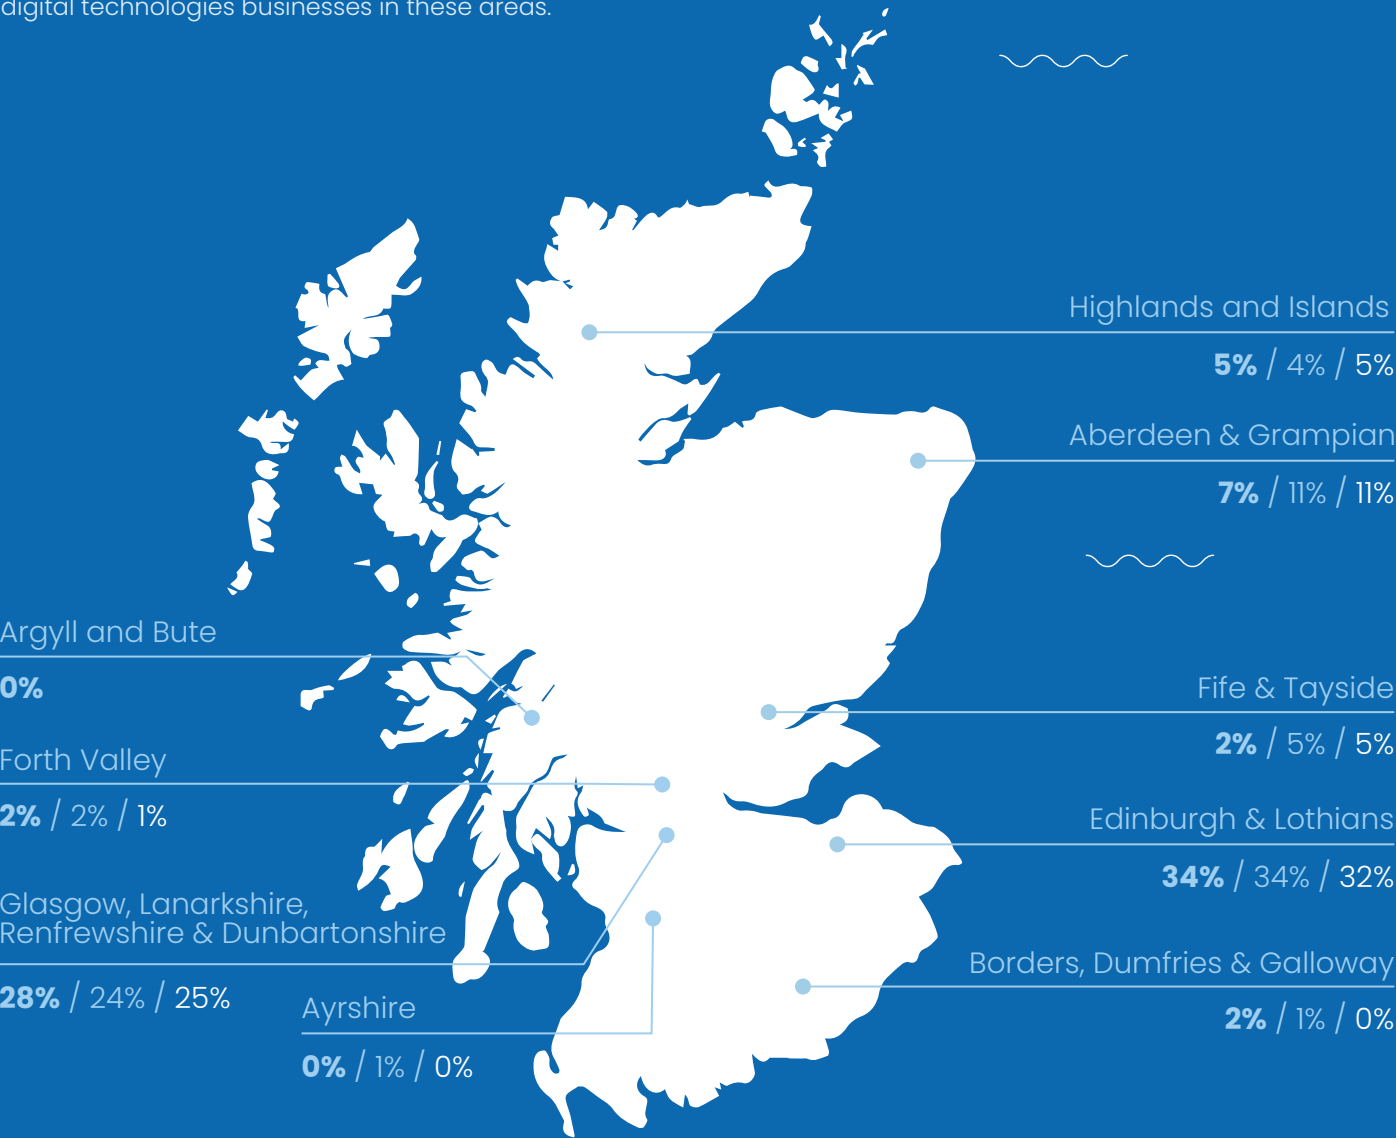 digital technologies businesses in these areas.
Highlands and Islands
5% / 4% / 5%
Aberdeen & Grampian
7% / 11% / 11%
Argyll and Bute
0%
Fife & Tayside
2% / 5% / 5%
Forth Valley
2% / 2% / 1%
Edinburgh & Lothians
34% / 34% / 32%
Glasgow, Lanarkshire,
Renfrewshire & Dunbartonshire
28% / 24% / 25%
Borders, Dumfries & Galloway
2% / 1% / 0%
Ayrshire
0% / 1% / 0%